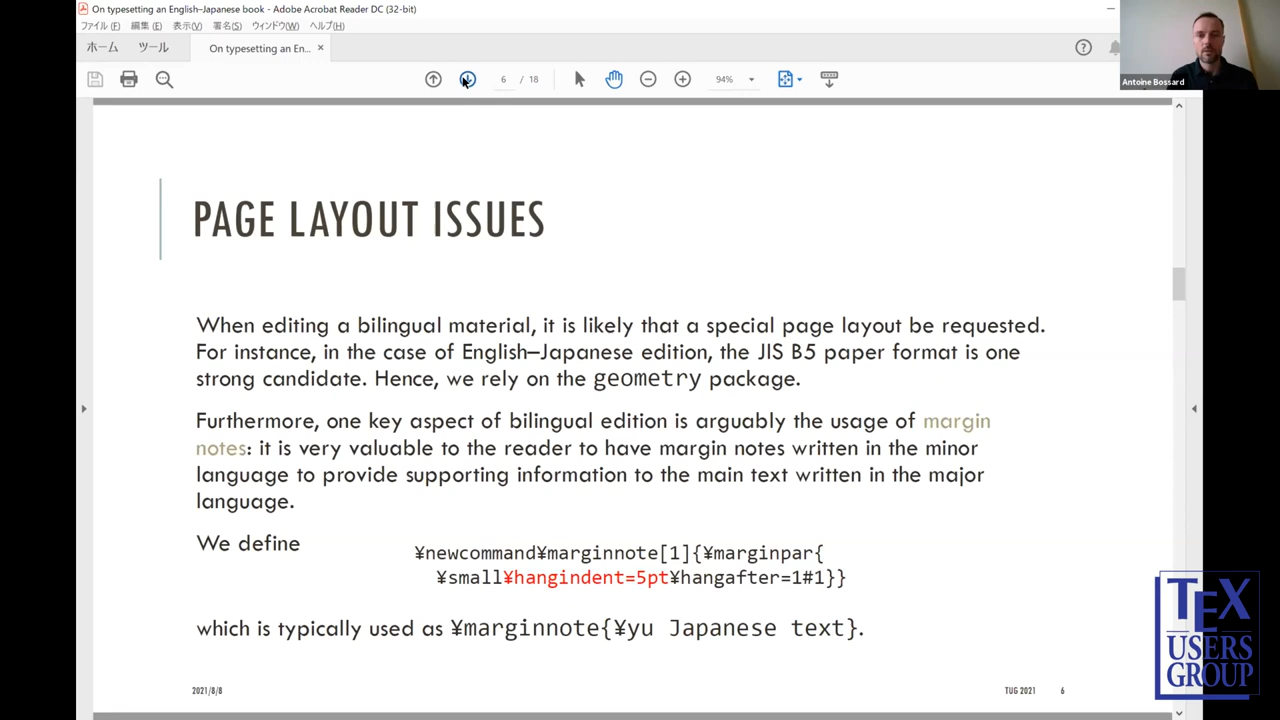 On typesetting an English–Japanese book - Adobe Acrobat Reader DC (32-bit)
ファイル(F) 編集(E) 表示(V) 署名(S) ウィンドウ(W) ヘルプ(H)
ホーム ツール On typesetting an En... ×
6 / 18 94%
Antoine Bossard
PAGE LAYOUT ISSUES
When editing a bilingual material, it is likely that a special page layout be requested.
For instance, in the case of English–Japanese edition, the JIS B5 paper format is one
strong candidate. Hence, we rely on the geometry package.
Furthermore, one key aspect of bilingual edition is arguably the usage of margin
notes: it is very valuable to the reader to have margin notes written in the minor
language to provide supporting information to the main text written in the major
language.
We define
¥newcommand¥marginnote[1]{¥marginpar{
¥small¥hangindent=5pt¥hangafter=1#1}}
which is typically used as ¥marginnote{¥yu Japanese text}.
2021/8/8 TUG 2021 6
TEX
USERS
GROUP